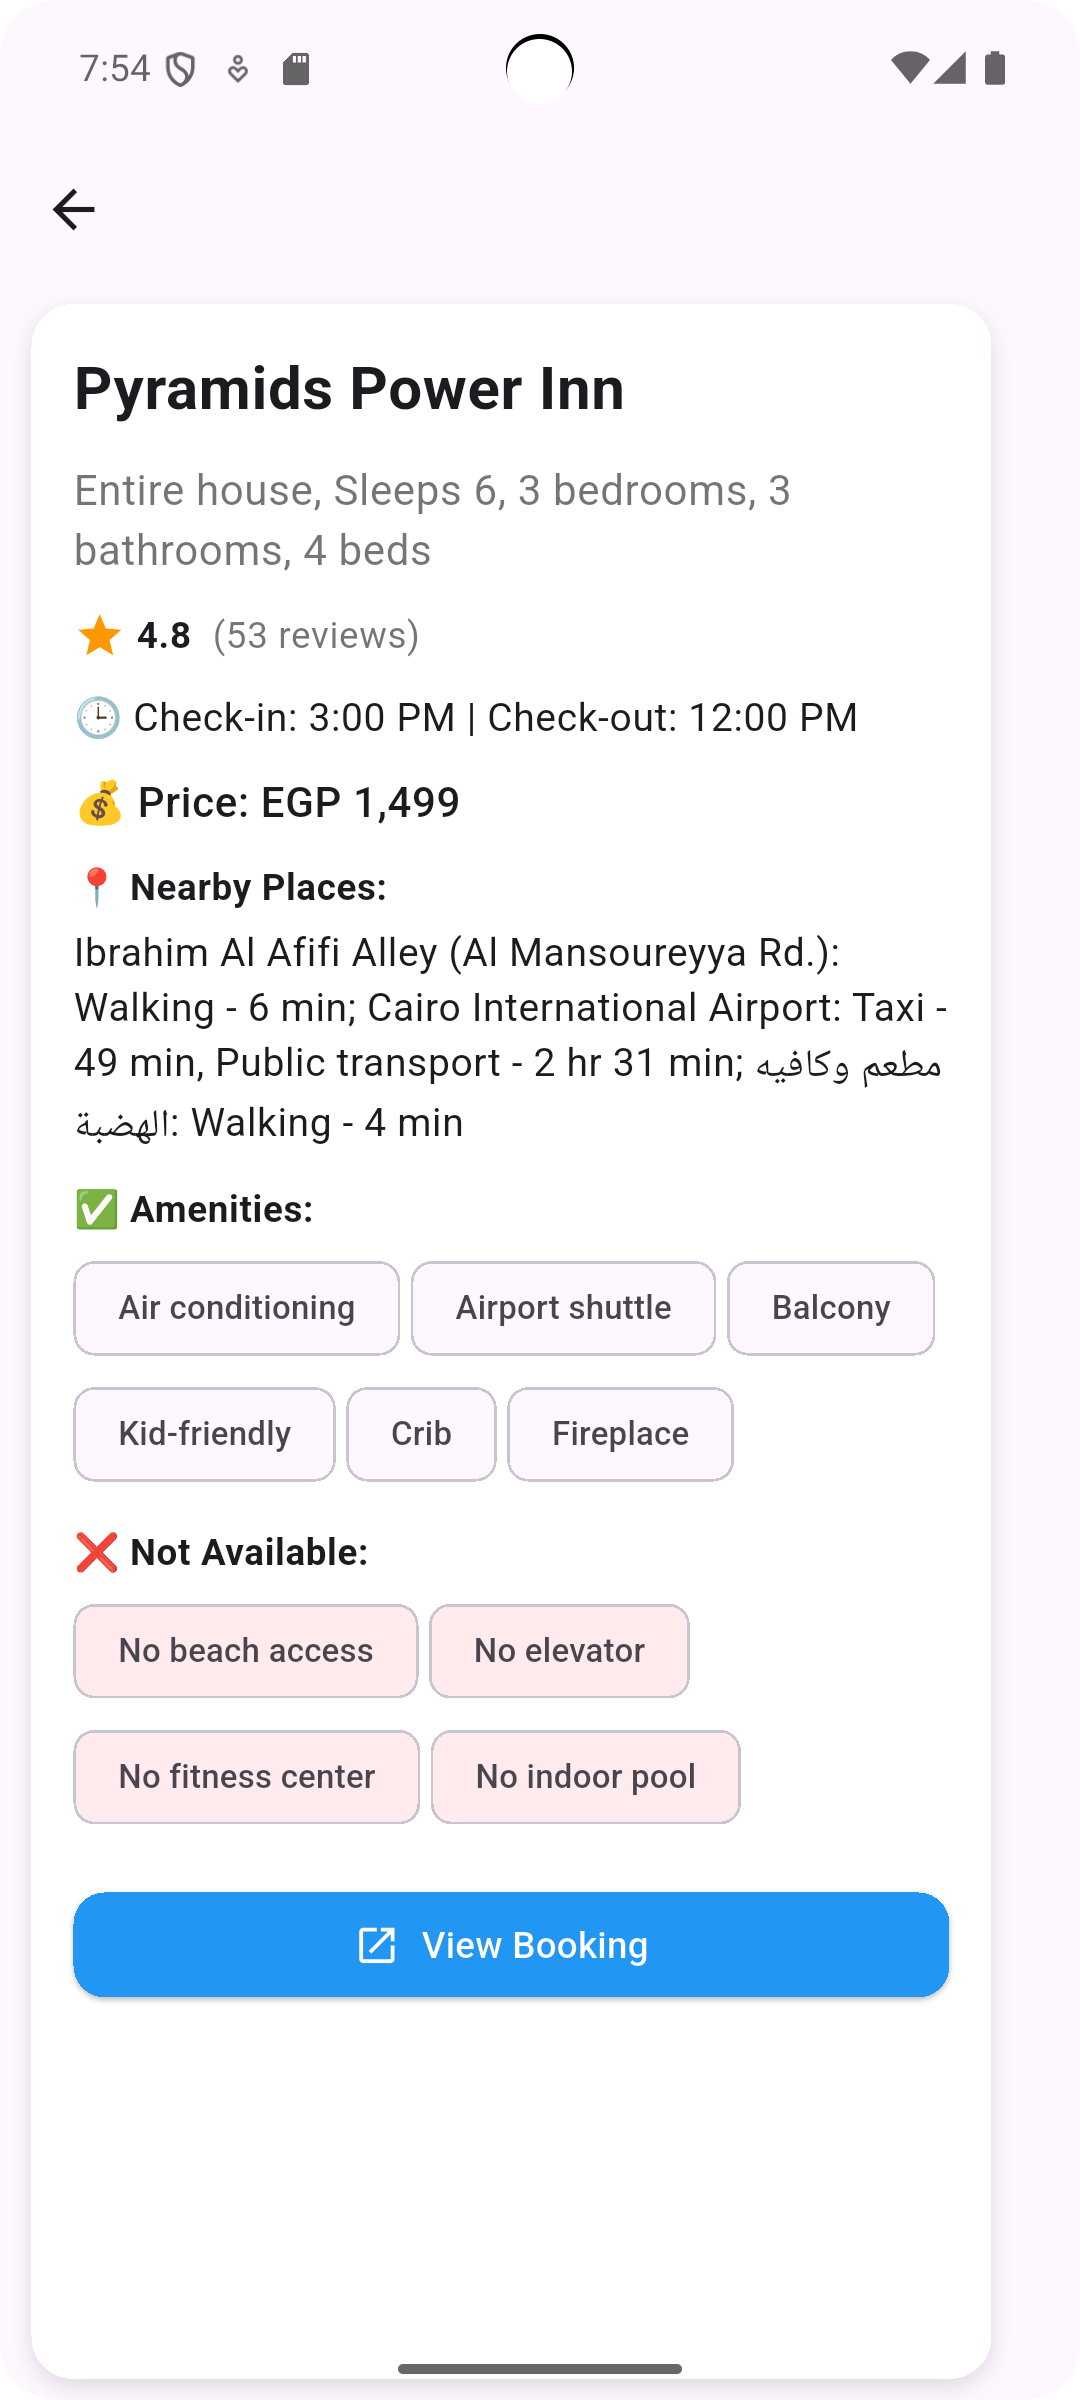 7:54
Pyramids Power Inn
Entire house, Sleeps 6, 3 bedrooms, 3
bathrooms, 4 beds
4.8 (53 reviews)
🕒 Check-in: 3:00 PM | Check-out: 12:00 PM
💰 Price: EGP 1,499
📍 Nearby Places:
Ibrahim Al Afifi Alley (Al Mansoureyya Rd.):
Walking - 6 min; Cairo International Airport: Taxi -
49 min, Public transport - 2 hr 31 min; مطعم وكافيه
الهضبة: Walking - 4 min
✅ Amenities:
Air conditioning Airport shuttle Balcony
Kid-friendly Crib Fireplace
❌ Not Available:
No beach access No elevator
No fitness center No indoor pool
View Booking